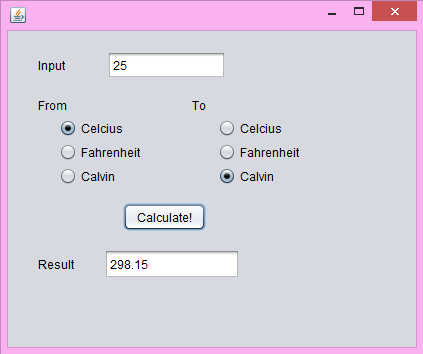 Input 25
From To
Celcius Celcius
Fahrenheit Fahrenheit
Calvin Calvin
Calculate!
Result 298.15